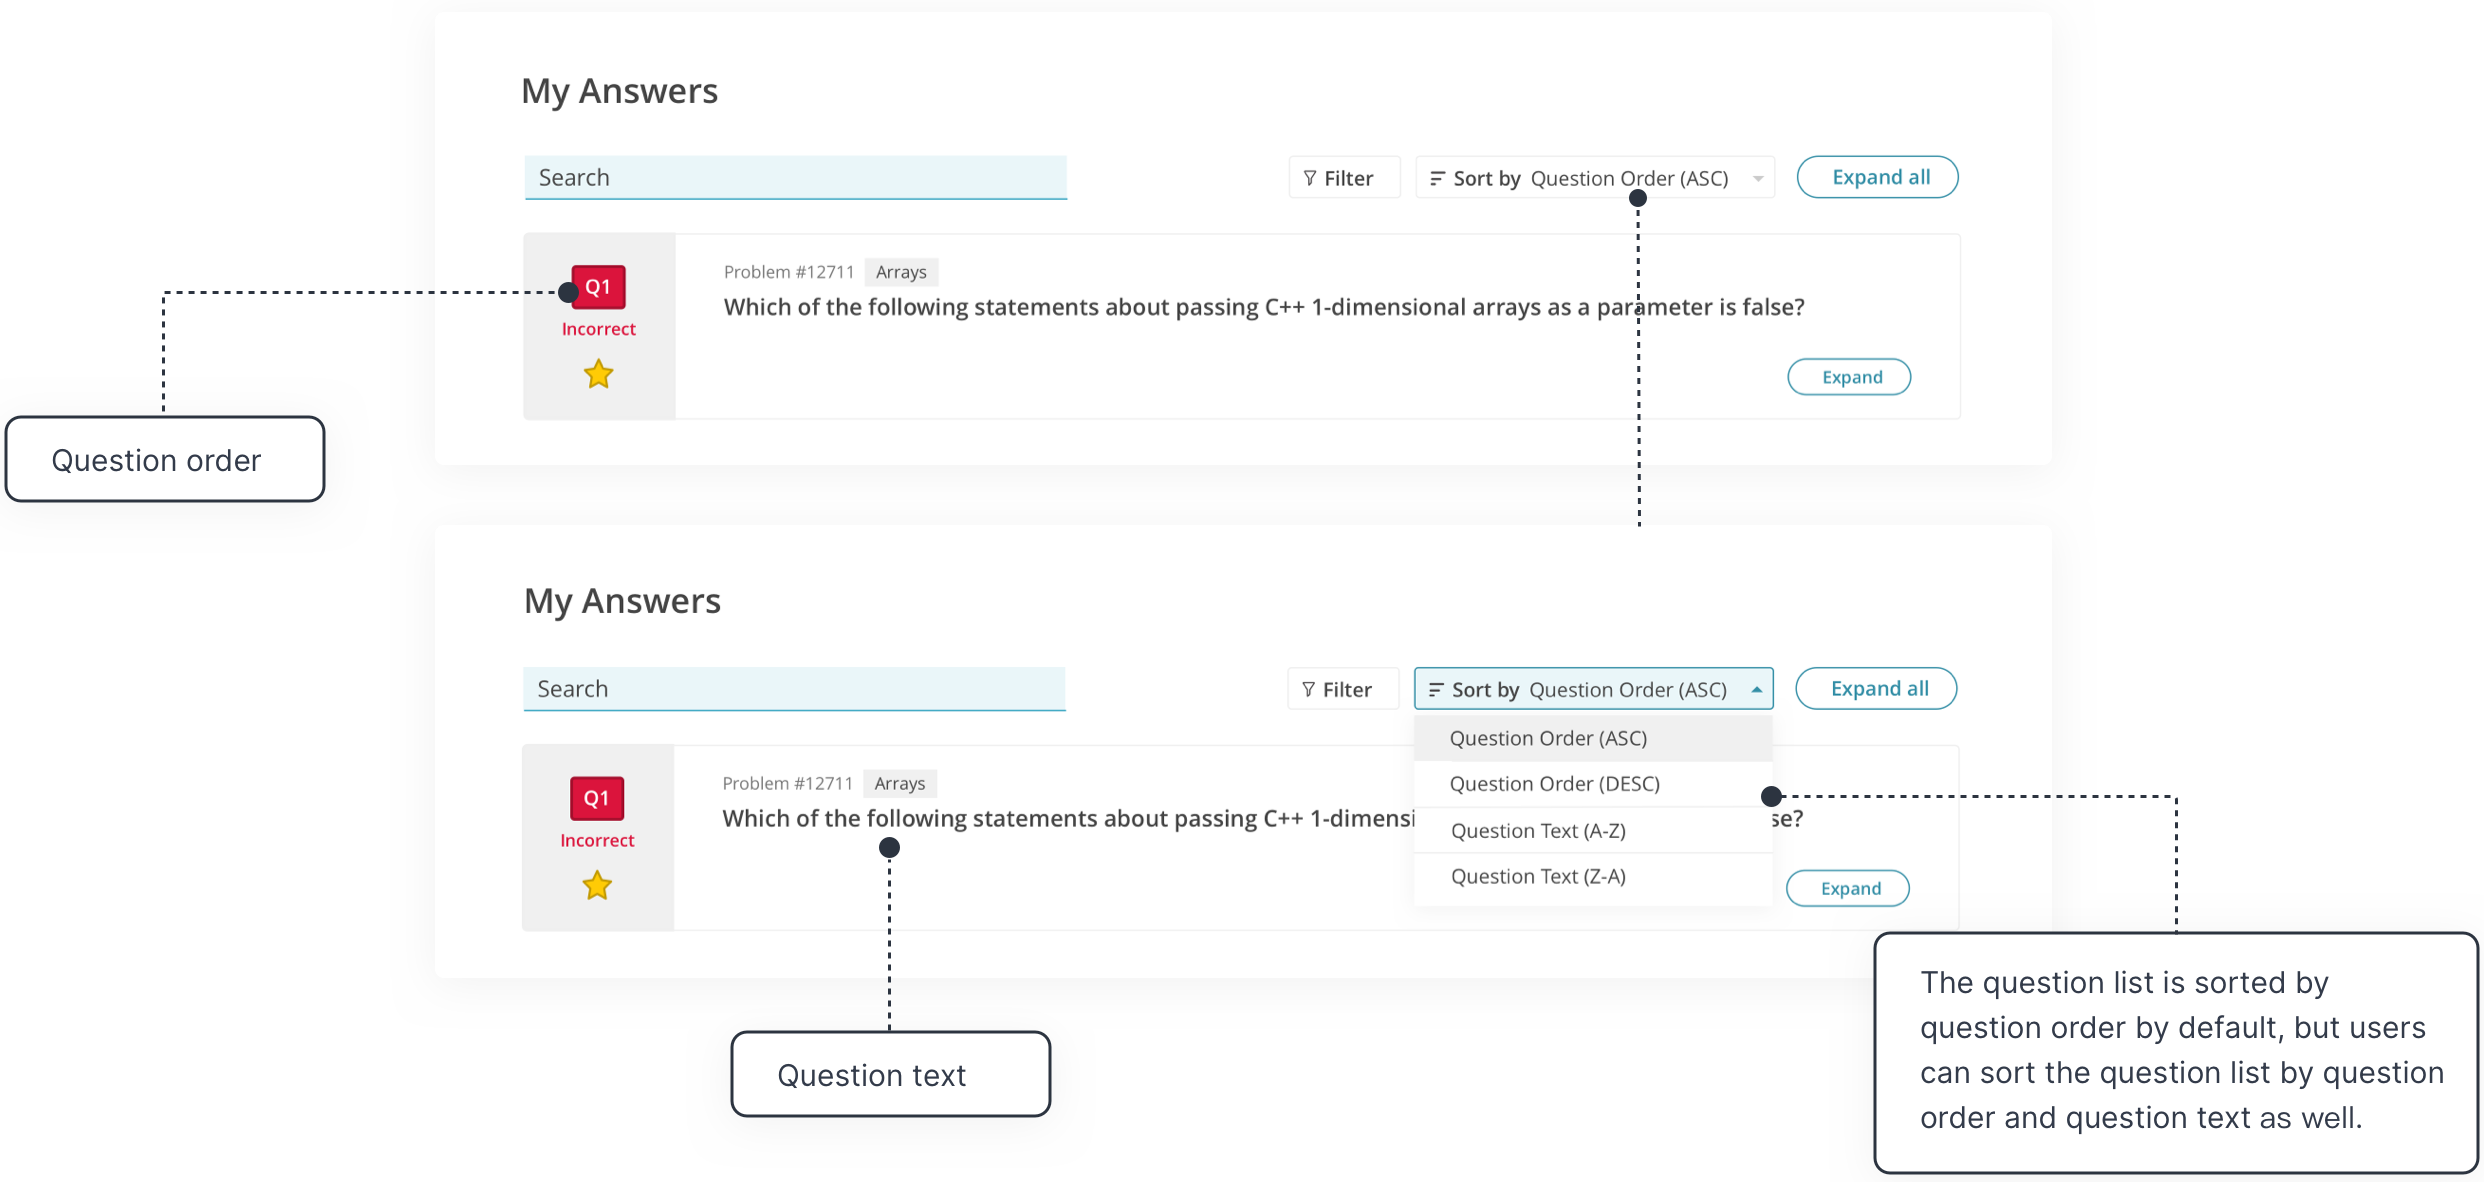 My Answers
Search
Filter
Sort by Question Order (ASC)
Expand all
Q1
Incorrect
Problem #12711 Arrays
Which of the following statements about passing C++ 1-dimensional arrays as a parameter is false?
Expand
Question order
My Answers
Search
Filter
Sort by Question Order (ASC)
Expand all
Question Order (ASC)
Question Order (DESC)
Question Text (A-Z)
Question Text (Z-A)
Q1
Incorrect
Problem #12711 Arrays
Which of the following statements about passing C++ 1-dimensi
se?
Expand
Question text
The question list is sorted by
question order by default, but users
can sort the question list by question
order and question text as well.